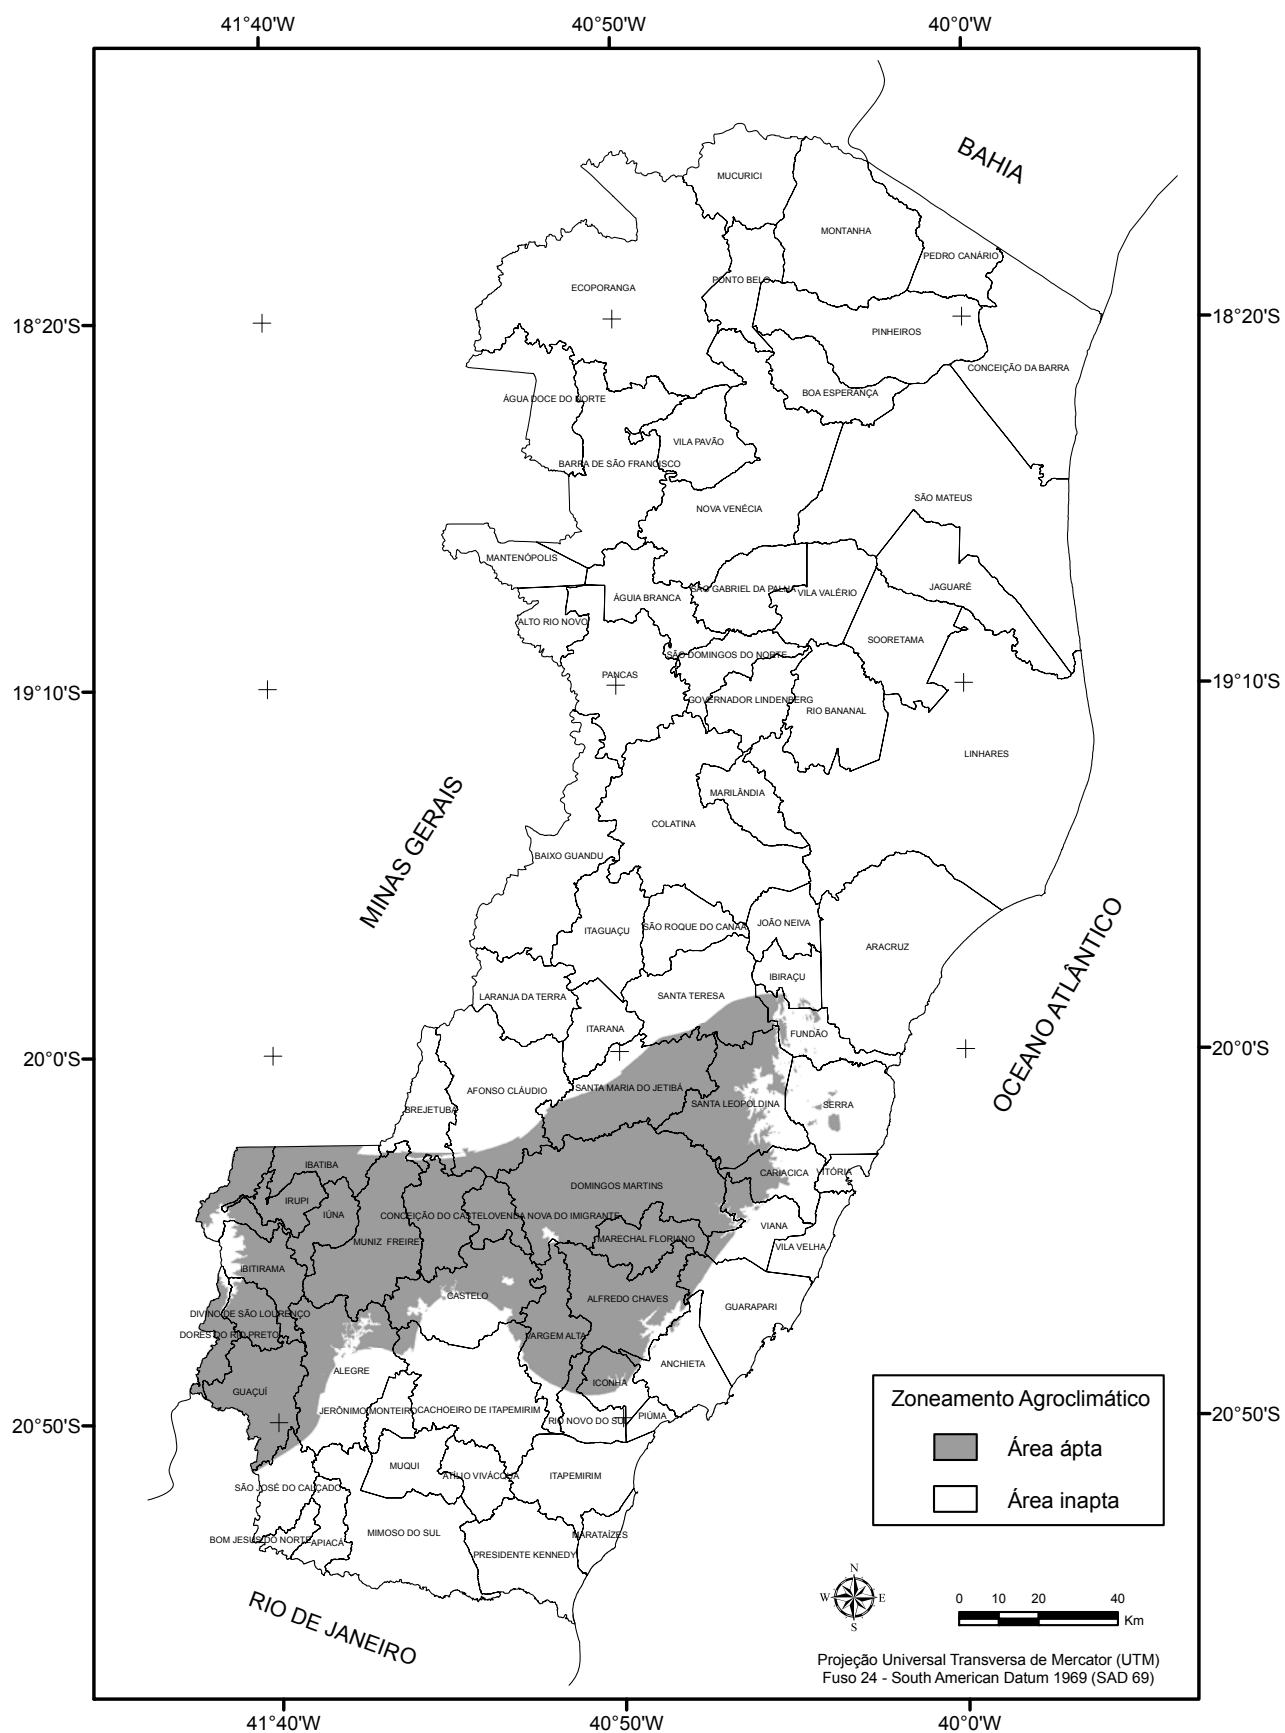 41°40'W
40°50'W
40°0'W
BAHIA
MUCURICI
MONTANHA
PEDRO CANÁRIO
PONTO BELO
ECOPORANGA
18°20'S
18°20'S
PINHEIROS
CONCEIÇÃO DA BARRA
BOA ESPERANÇA
ÁGUA DOCE DO NORTE
VILA PAVÃO
BARRA DE SÃO FRANCISCO
SÃO MATEUS
NOVA VENÉCIA
MANTENÓPOLIS
JAGUARÉ
SÃO GABRIEL DA PALHA
VILA VALÉRIO
ÁGUIA BRANCA
ALTO RIO NOVO
SOORETAMA
SÃO DOMINGOS DO NORTE
PANCAS
19°10'S
19°10'S
GOVERNADOR LINDENBERG
RIO BANANAL
LINHARES
MARILÂNDIA
COLATINA
MINAS GERAIS
BAIXO GUANDU
JOÃO NEIVA
SÃO ROQUE DO CANAÃ
ITAGUAÇU
ARACRUZ
OCEANO ATLÂNTICO
IBIRAÇU
SANTA TERESA
LARANJA DA TERRA
ITARANA
FUNDÃO
20°0'S
20°0'S
SANTA MARIA DO JETIBÁ
AFONSO CLÁUDIO
SANTA LEOPOLDINA
SERRA
BREJETUBA
IBATIBA
CARIACICA
VITÓRIA
DOMINGOS MARTINS
IRUPI
IÚNA
CONCEIÇÃO DO CASTELO
VENDA NOVA DO IMIGRANTE
VIANA
MUNIZ FREIRE
MARECHAL FLORIANO
VILA VELHA
IBITIRAMA
CASTELO
ALFREDO CHAVES
GUARAPARI
DIVINO DE SÃO LOURENÇO
DORES DO RIO PRETO
VARGEM ALTA
ANCHIETA
ALEGRE
ICONHA
GUAÇUÍ
JERÔNIMO MONTEIRO
CACHOEIRO DE ITAPEMIRIM
RIO NOVO DO SUL
PIÚMA
20°50'S
20°50'S
MUQUI
ATÍLIO VIVÁCQUA
ITAPEMIRIM
SÃO JOSÉ DO CALÇADO
MIMOSO DO SUL
MARATAÍZES
BOM JESUS DO NORTE
APIACÁ
PRESIDENTE KENNEDY
RIO DE JANEIRO
Zoneamento Agroclimático
Área ápta
Área inapta
N
W
E
S
0 10 20 40
Km
Projeção Universal Transversa de Mercator (UTM)
Fuso 24 - South American Datum 1969 (SAD 69)
41°40'W
40°50'W
40°0'W